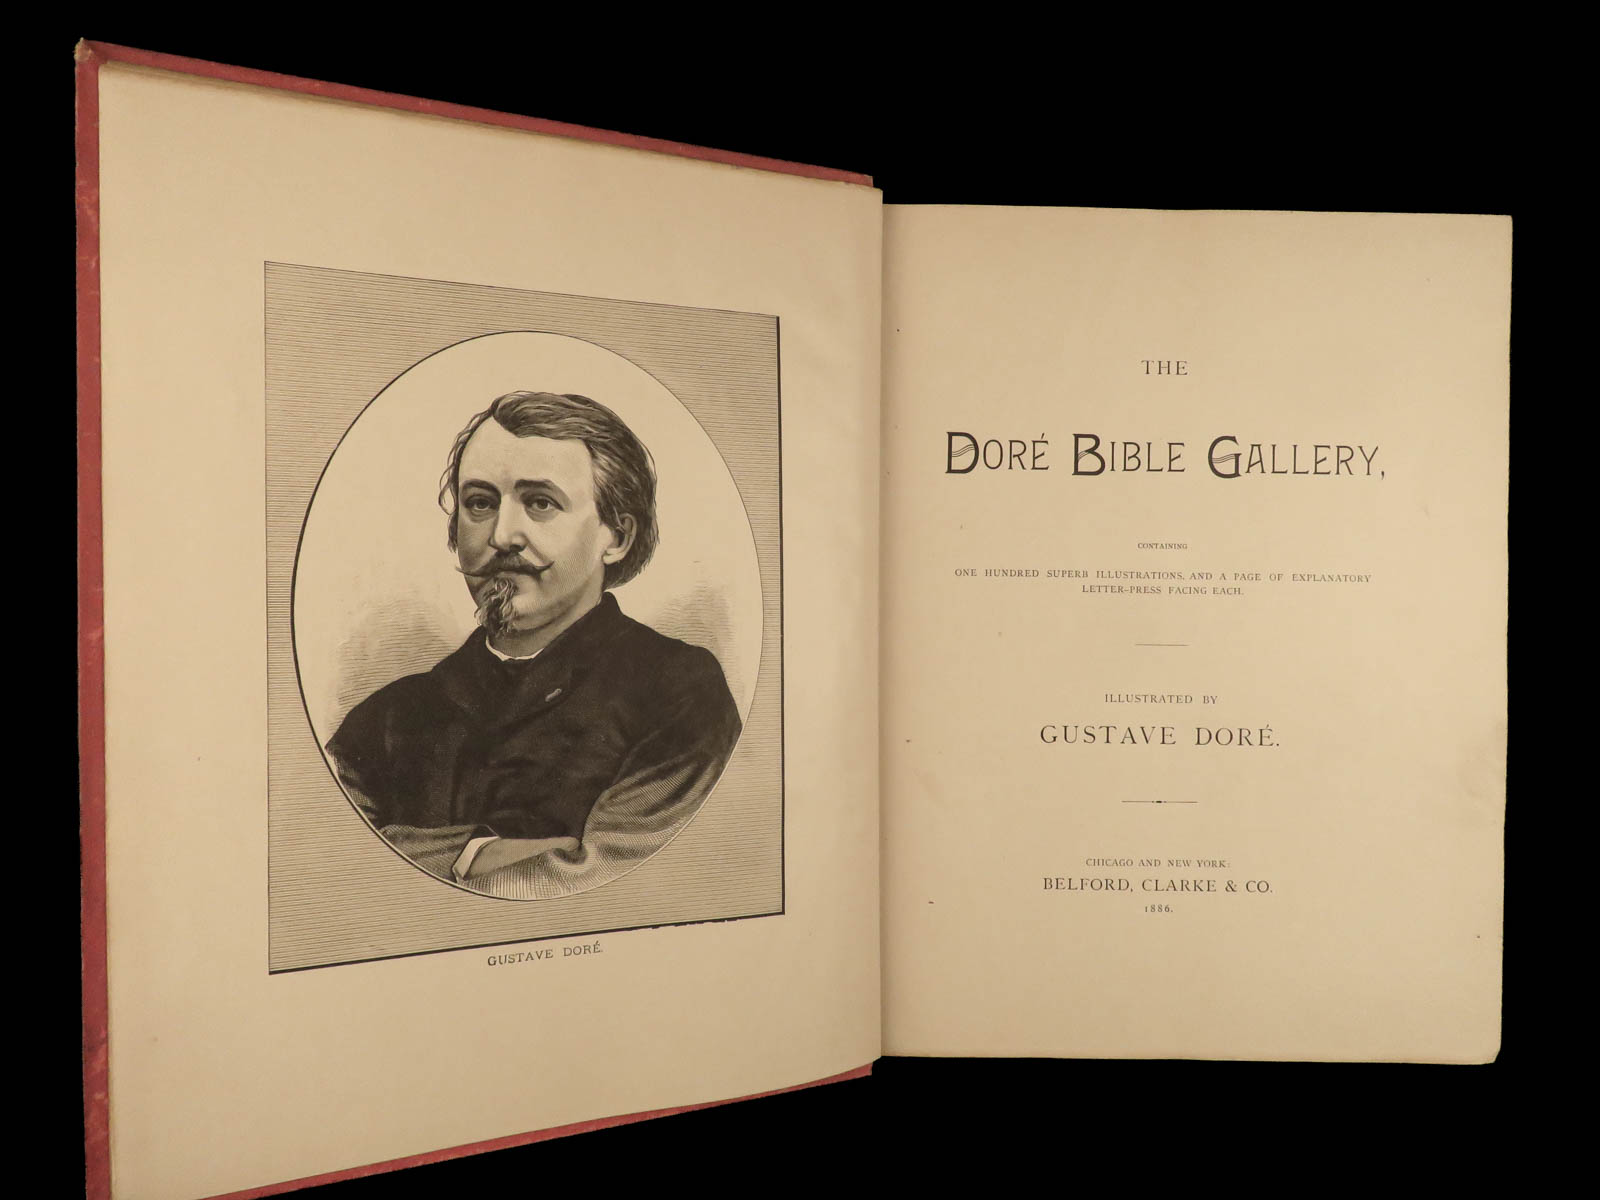 GUSTAVE DORÉ.
THE
DORÉ BIBLE GALLERY,
CONTAINING
ONE HUNDRED SUPERB ILLUSTRATIONS, AND A PAGE OF EXPLANATORY
LETTER-PRESS FACING EACH.
ILLUSTRATED BY
GUSTAVE DORÉ.
CHICAGO AND NEW YORK:
BELFORD, CLARKE & CO.
1886.